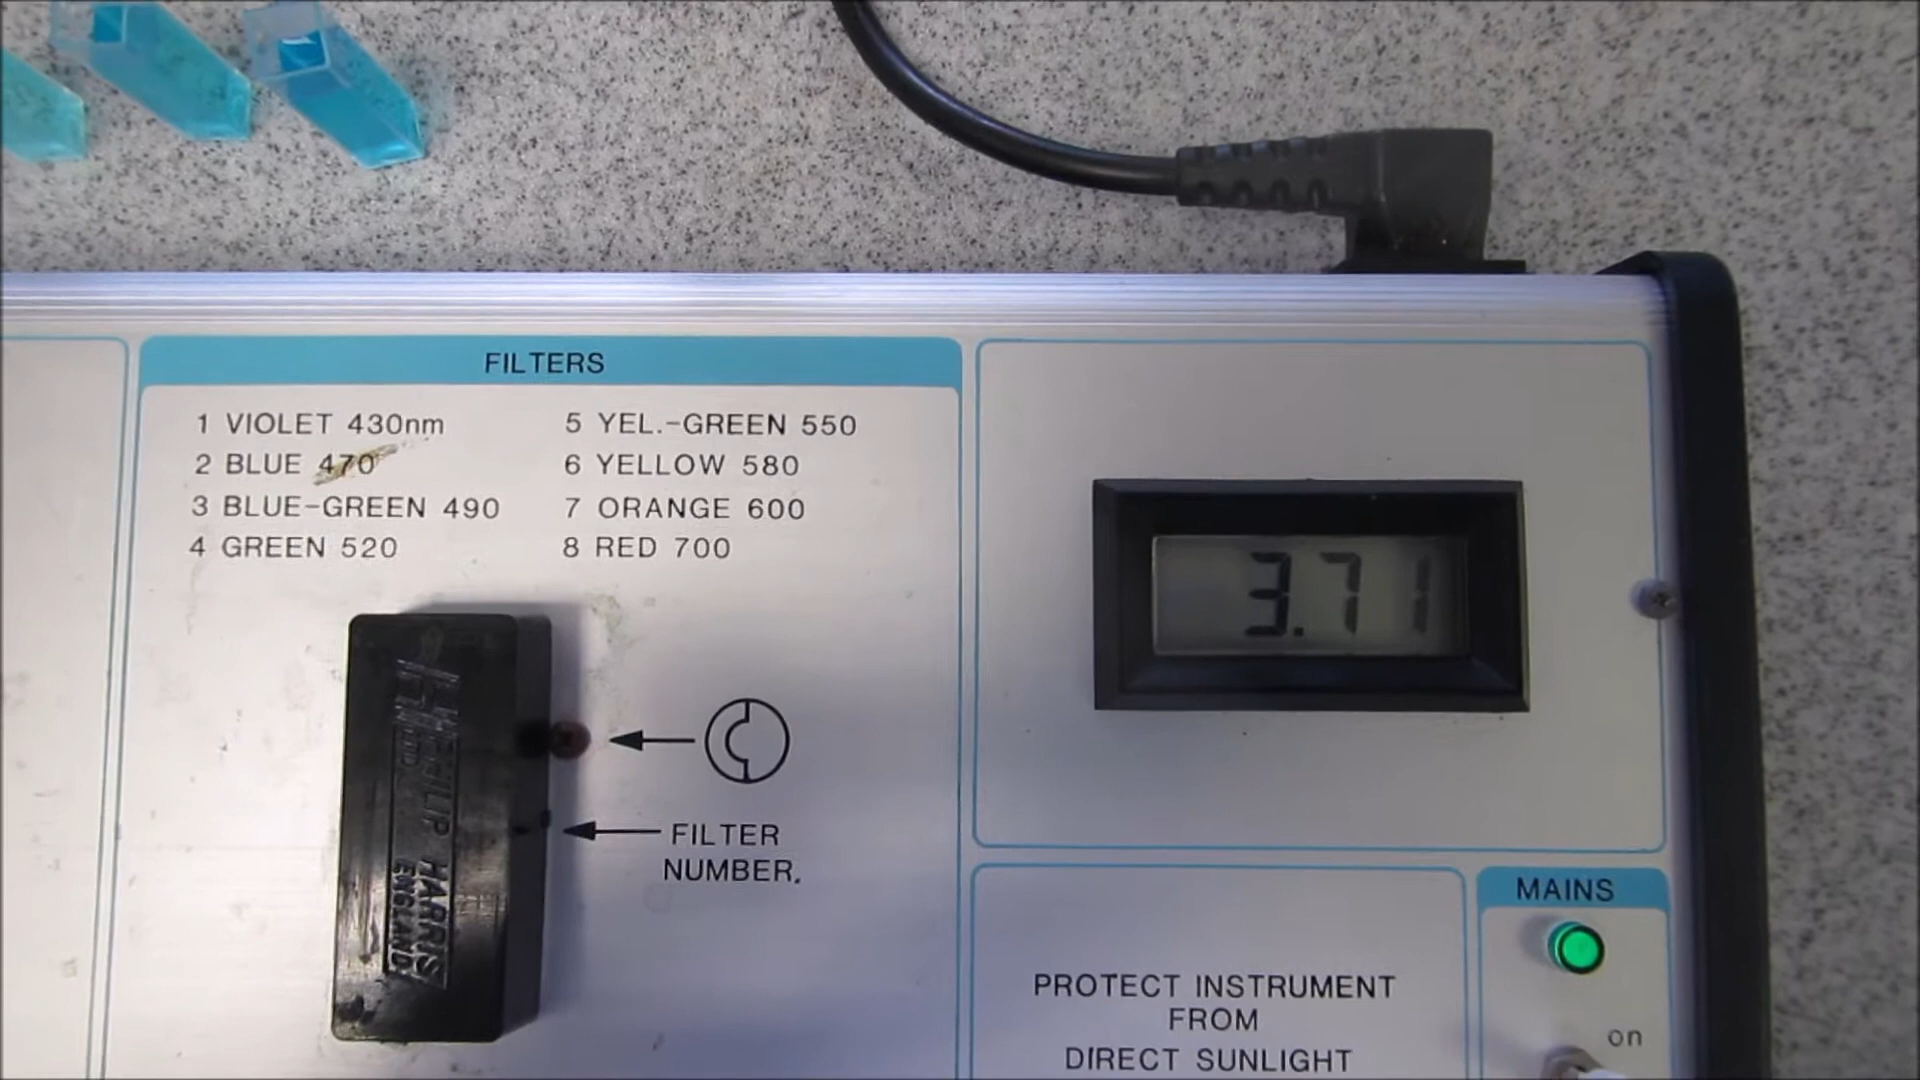 FILTERS
1 VIOLET 430nm
2 BLUE 470
3 BLUE-GREEN 490
4 GREEN 520
5 YEL.-GREEN 550
6 YELLOW 580
7 ORANGE 600
8 RED 700
3.71
PHILIP HARRIS
ENGLAND
FILTER
NUMBER.
MAINS
on
PROTECT INSTRUMENT
FROM
DIRECT SUNLIGHT